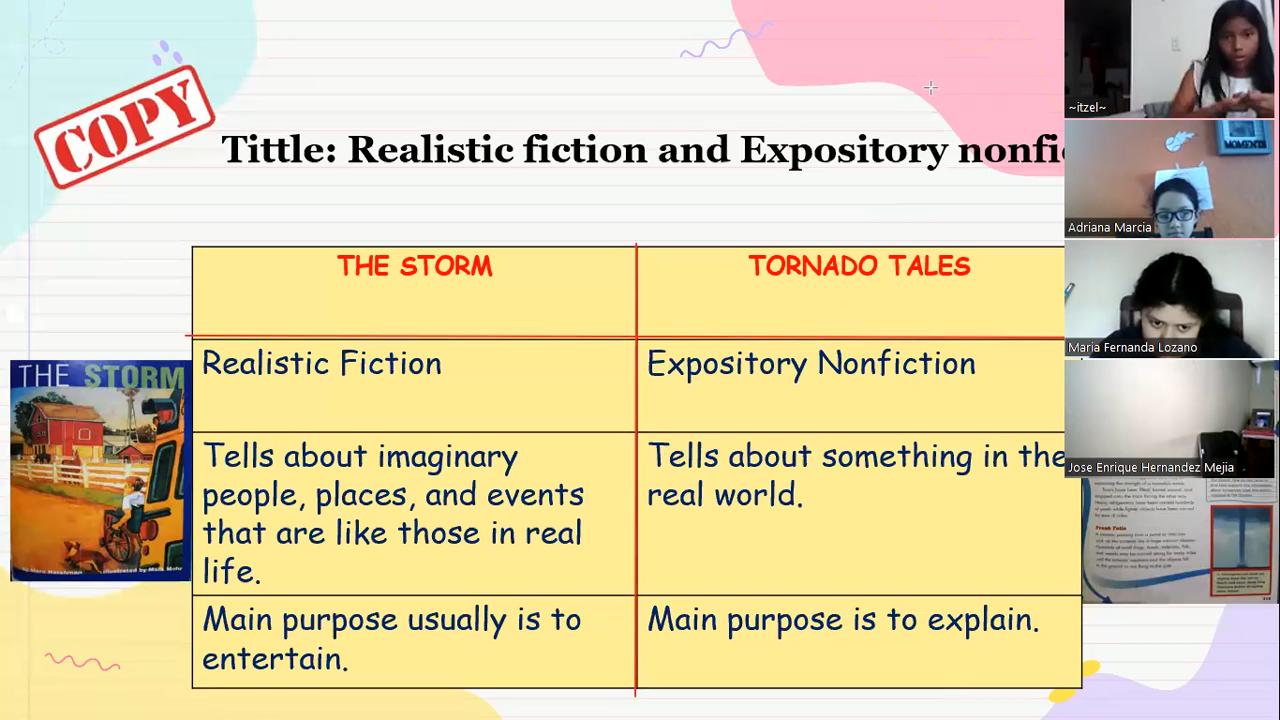 COPY
Tittle: Realistic fiction and Expository
THE STORM
TORNADO TALES
Realistic Fiction
Expository Nonfiction
Tells about imaginary
people, places, and events
that are like those in real
life.
Tells about something in the
real world.
Main purpose usually is to
entertain.
Main purpose is to explain.
THE STORM
~itzel~
MOMENTS
Adriana Marcia
Maria Fernanda Lozano
Jose Enrique Hernandez Mejia